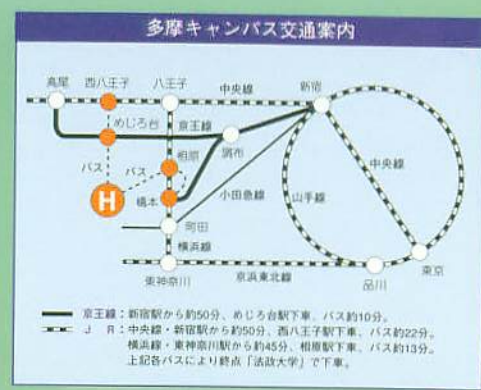 多摩キャンパス交通案内
高尾 西八王子 八王子 中央線 新宿
めじろ台 京王線 調布
バス バス 相原 中央線
H 橋本 小田急線 山手線
町田
横浜線
東神奈川 京浜東北線 品川 東京
京王線:新宿駅から約50分、めじろ台駅下車、バス約10分。
J R:中央線・新宿駅から約50分、西八王子駅下車、バス約22分。
横浜線・東神奈川駅から約45分、相原駅下車、バス約13分。
上記各バスにより終点「法政大学」で下車。